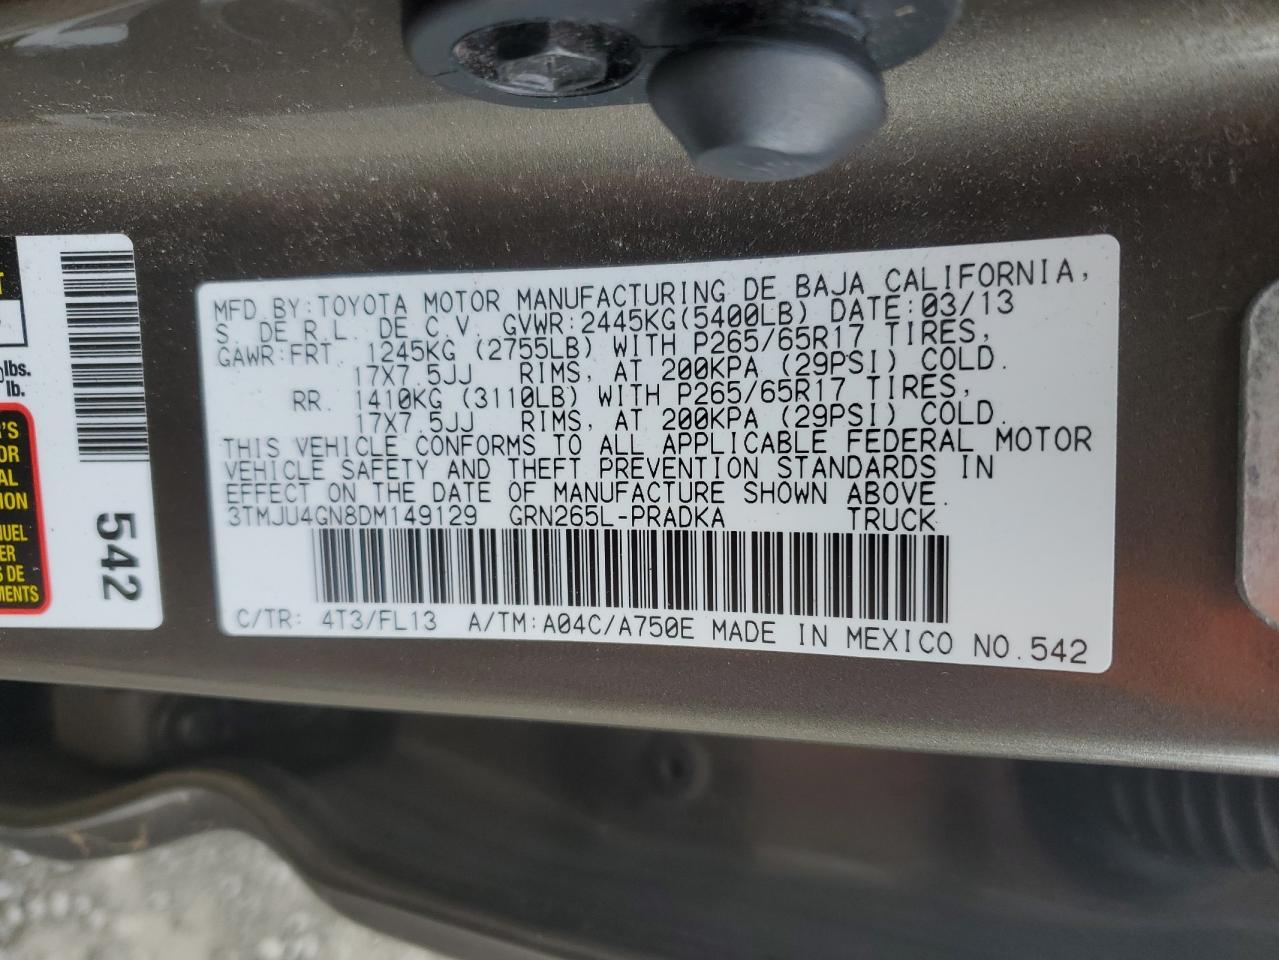 MFD BY:TOYOTA MOTOR MANUFACTURING DE BAJA CALIFORNIA,
S. DE R.L. DE C.V. GVWR:2445KG(5400LB) DATE:03/13
GAWR:FRT. 1245KG (2755LB) WITH P265/65R17 TIRES,
17X7.5JJ RIMS, AT 200KPA (29PSI) COLD.
RR. 1410KG (3110LB) WITH P265/65R17 TIRES,
17X7.5JJ RIMS, AT 200KPA (29PSI) COLD.
THIS VEHICLE CONFORMS TO ALL APPLICABLE FEDERAL MOTOR
VEHICLE SAFETY AND THEFT PREVENTION STANDARDS IN
EFFECT ON THE DATE OF MANUFACTURE SHOWN ABOVE.
3TMJU4GN8DM149129 GRN265L-PRADKA TRUCK
C/TR: 4T3/FL13 A/TM:A04C/A750E MADE IN MEXICO NO.542
lbs.
lb.
542